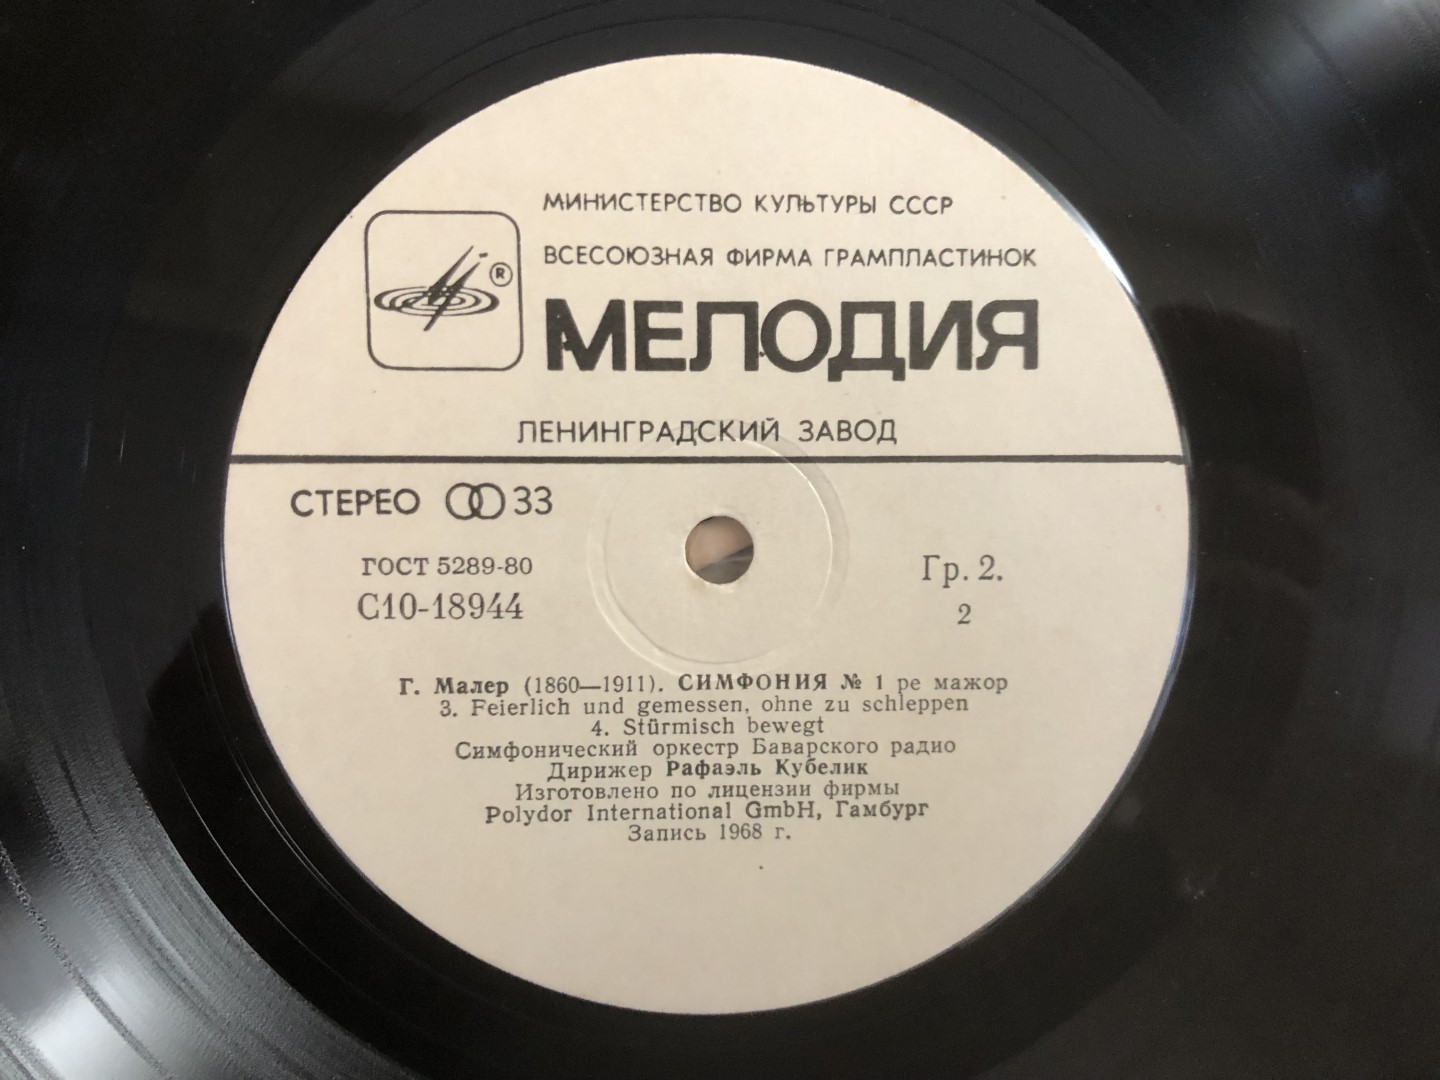 МИНИСТЕРСТВО КУЛЬТУРЫ СССР
ВСЕСОЮЗНАЯ ФИРМА ГРАМПЛАСТИНОК
®
МЕЛОДИЯ
ЛЕНИНГРАДСКИЙ ЗАВОД
СТЕРЕО 33
ГОСТ 5289-80
Гр. 2.
С10-18944
2
Г. Малер (1860—1911). СИМФОНИЯ № 1 ре мажор
3. Feierlich und gemessen, ohne zu schleppen
4. Stürmisch bewegt
Симфонический оркестр Баварского радио
Дирижер Рафаэль Кубелик
Изготовлено по лицензии фирмы
Polydor International GmbH, Гамбург
Запись 1968 г.